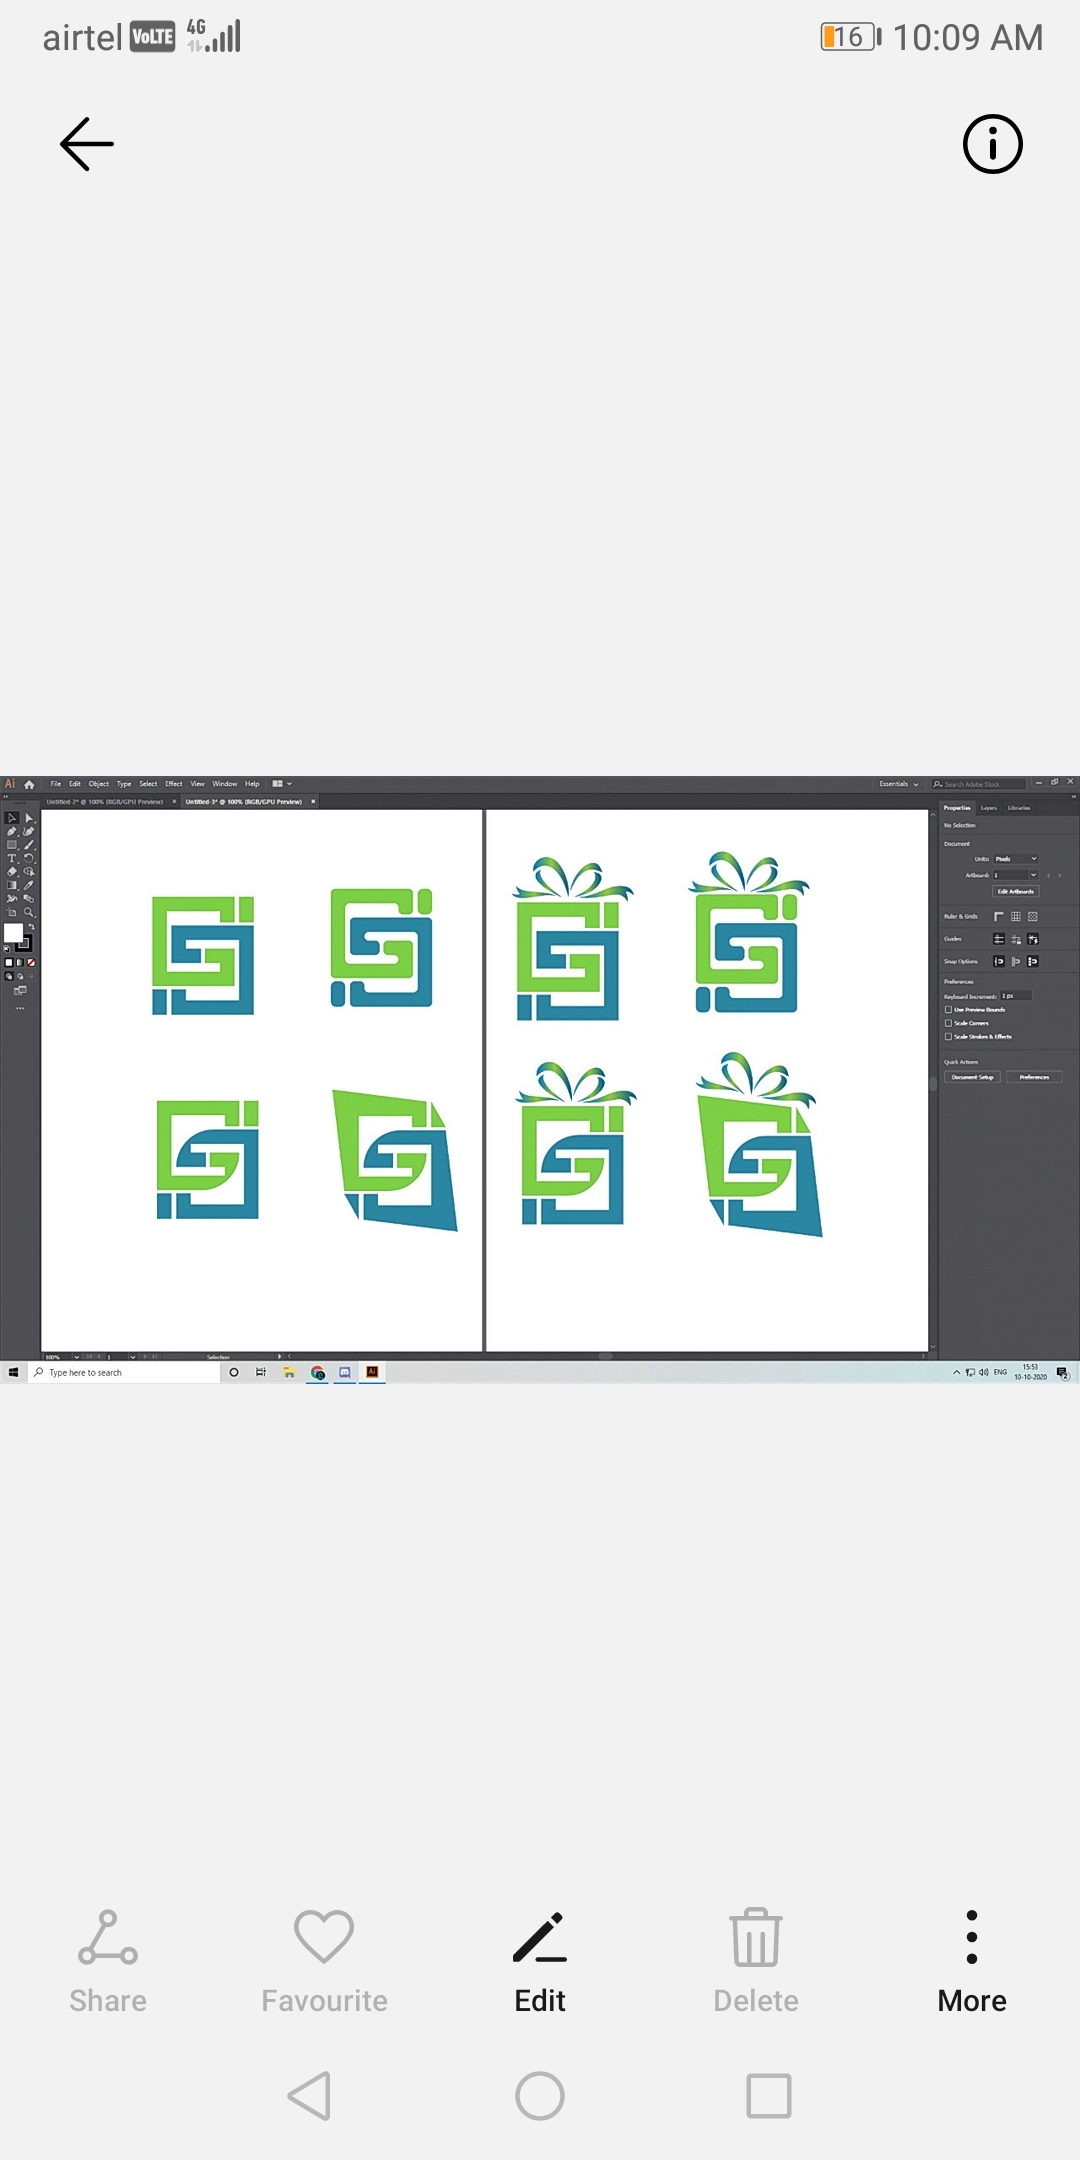 airtel VoLTE 4G 16 10:09 AM
Ai File Edit Object Type Select Effect View Window Help Essentials Search Adobe Stock
Untitled-2* @ 100% (RGB/GPU Preview) × Untitled-3* @ 100% (RGB/GPU Preview) ×
Properties Layers Libraries
No Selection
Document
Units: Pixels
Artboard: 1
Edit Artboards
Ruler & Grids
Guides
Snap Options
Preferences
Keyboard Increment: 1 px
Use Preview Bounds
Scale Corners
Scale Strokes & Effects
Quick Actions
Document Setup Preferences
100% 1 Selection
Type here to search Ai ENG 15:53
10-10-2020 2
Share Favourite Edit Delete More